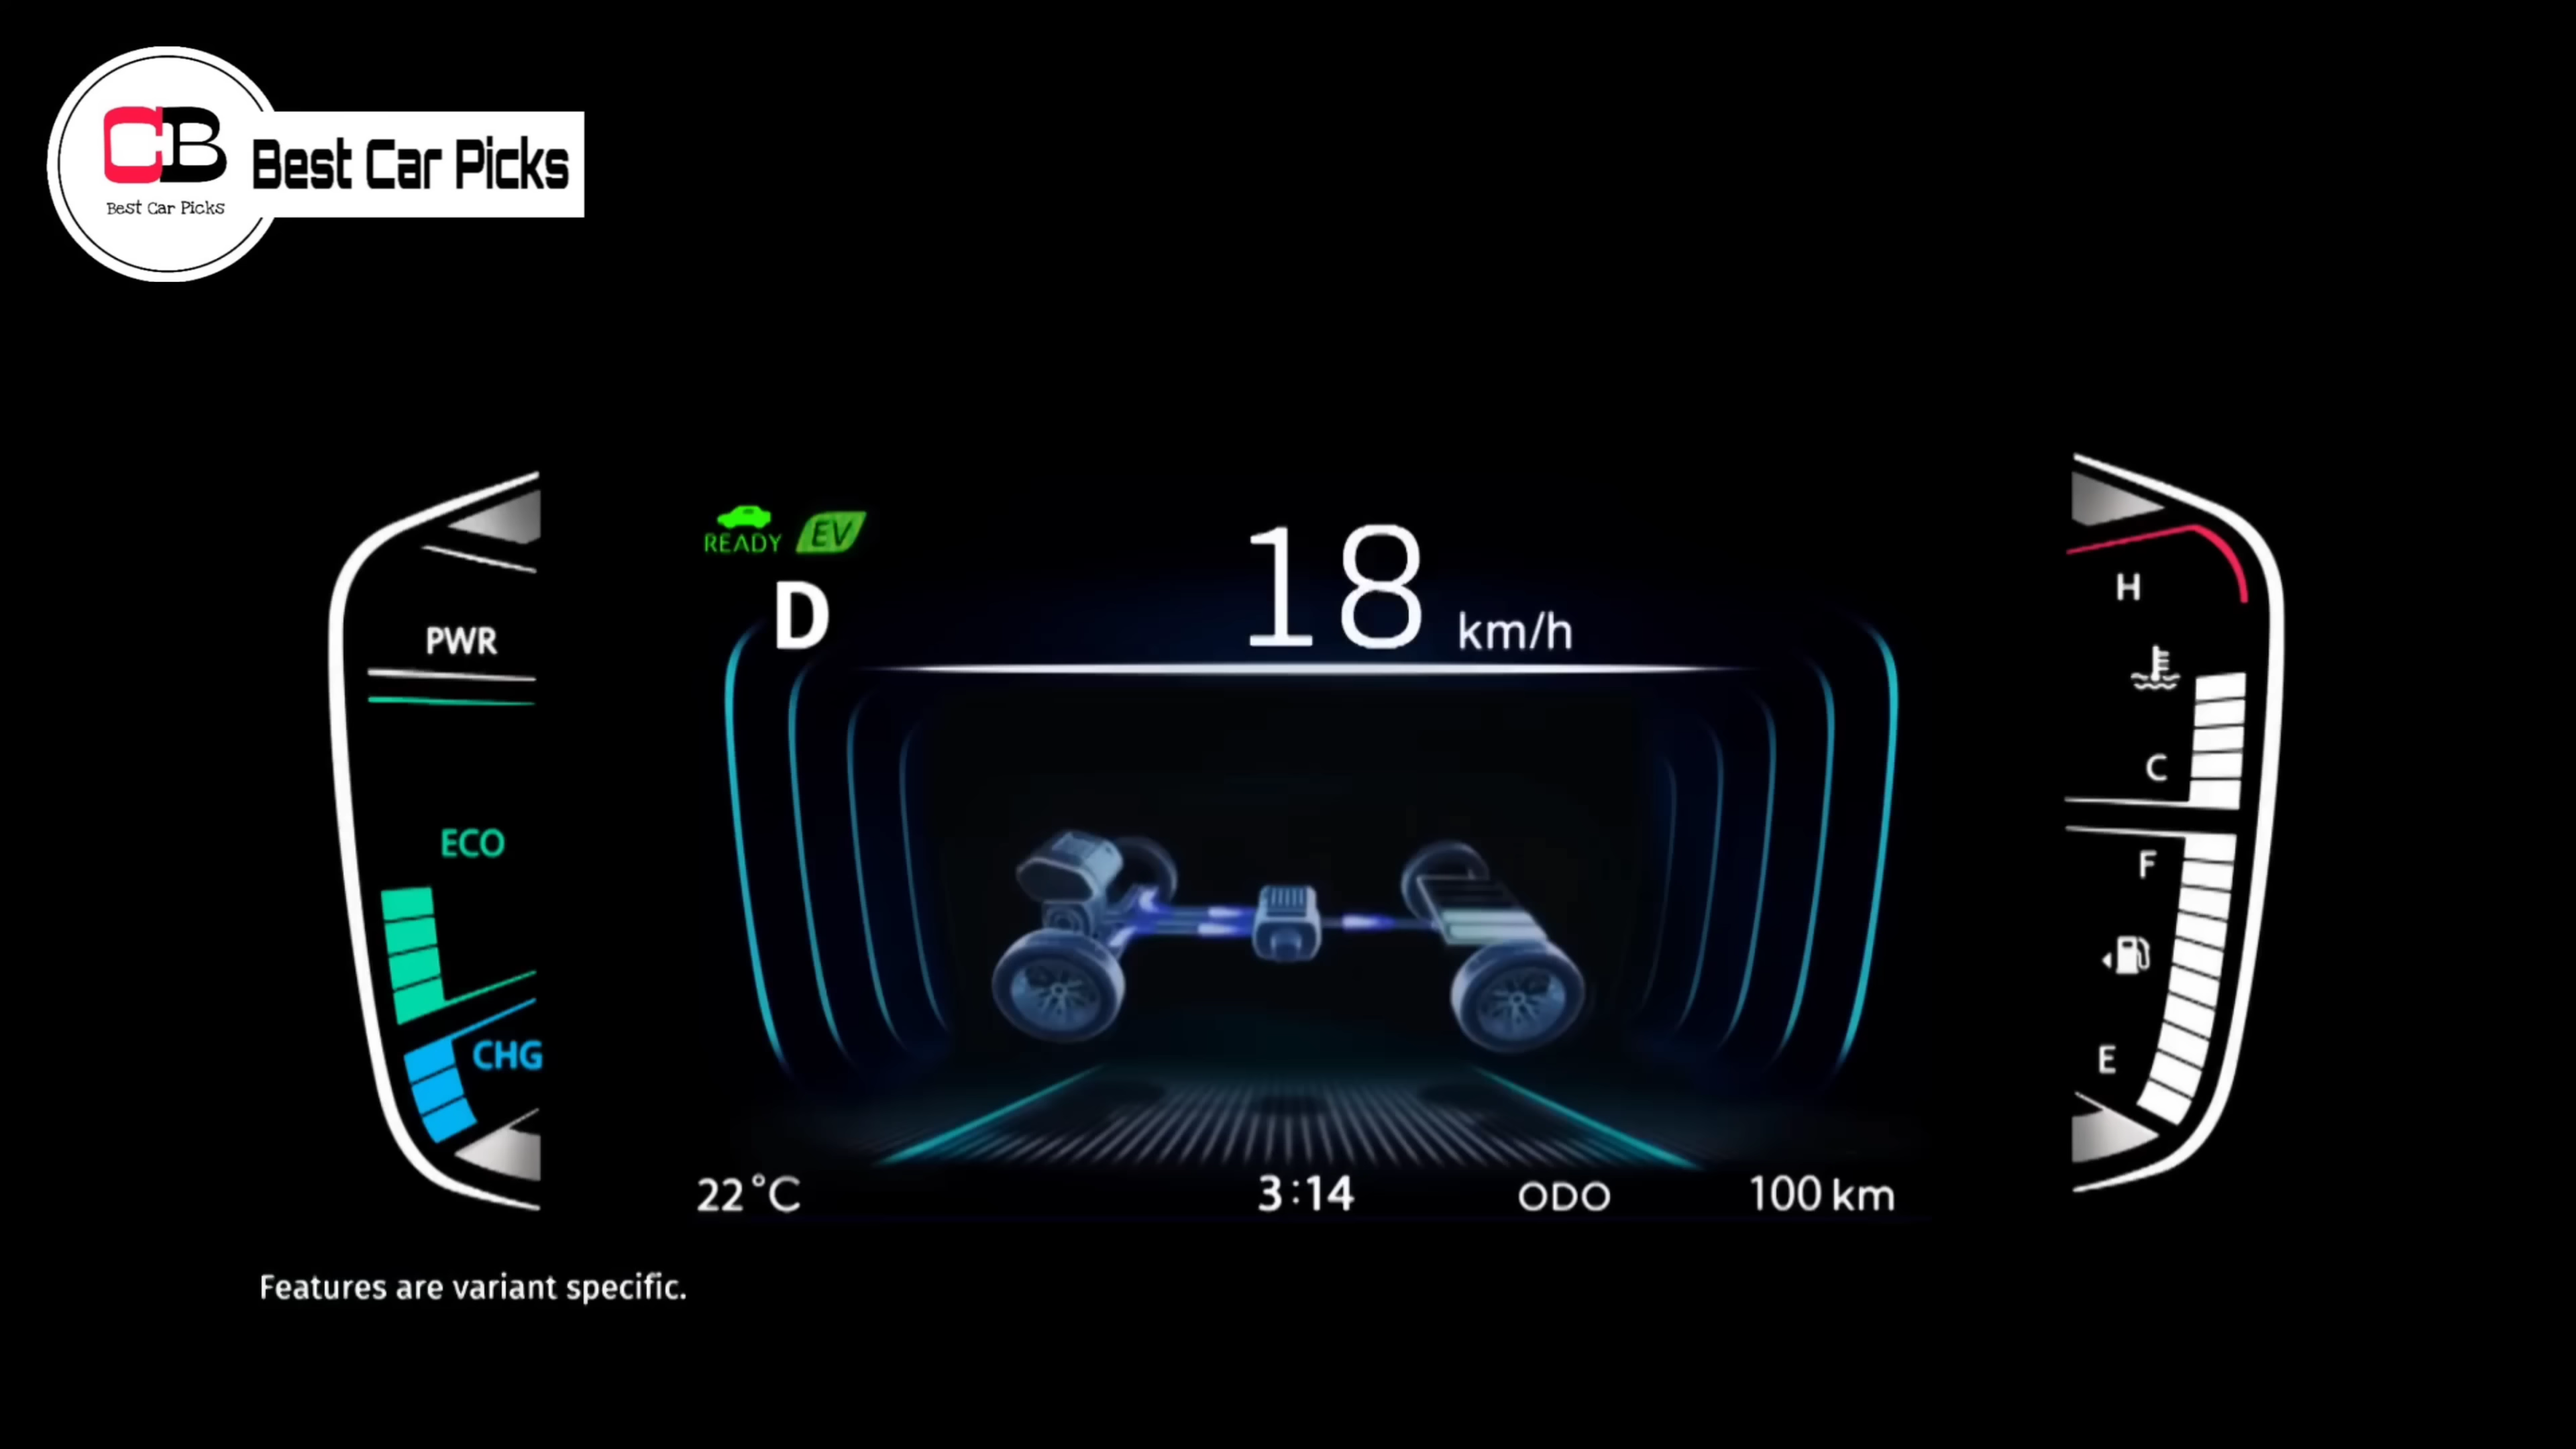 CB
Best Car Picks
Best Car Picks
READY EV
18 km/h
D
PWR
ECO
CHG
H
C
F
E
22°C
3:14
ODO
100 km
Features are variant specific.